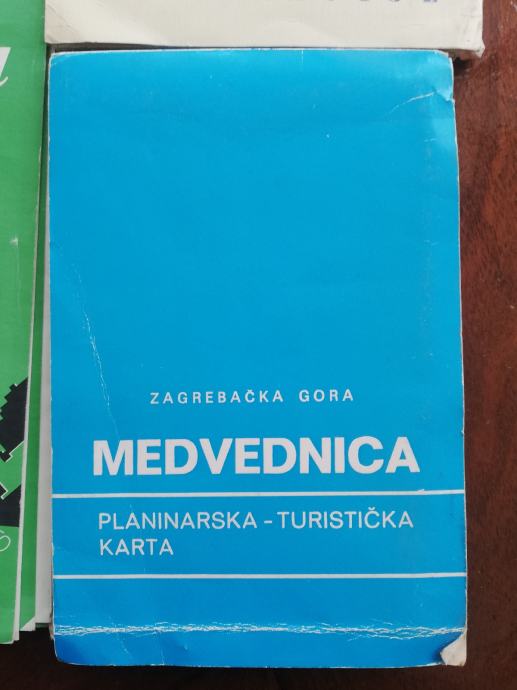 ZAGREBAČKA GORA
MEDVEDNICA
PLANINARSKA - TURISTIČKA
KARTA